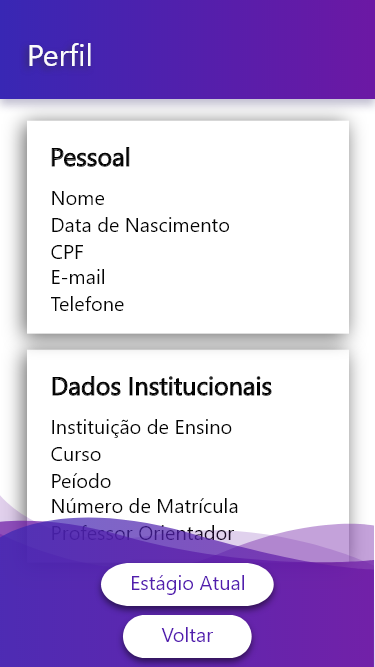 Perfil
Pessoal
Nome
Data de Nascimento
CPF
E-mail
Telefone
Dados Institucionais
Instituição de Ensino
Curso
Peíodo
Número de Matrícula
Professor Orientador
Estágio Atual
Voltar